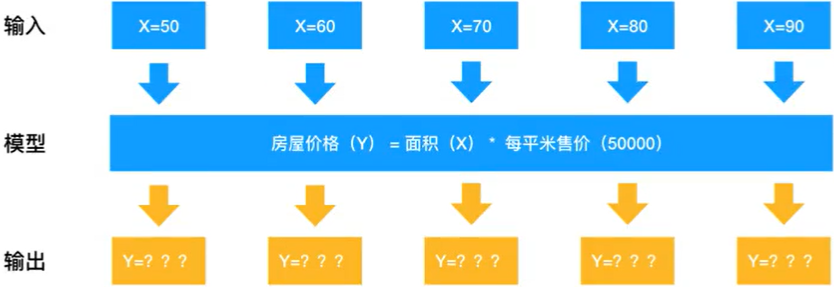 输入 X=50 X=60 X=70 X=80 X=90
模型 房屋价格（Y） = 面积（X） * 每平米售价（50000）
输出 Y=？？？ Y=？？？ Y=？？？ Y=？？？ Y=？？？